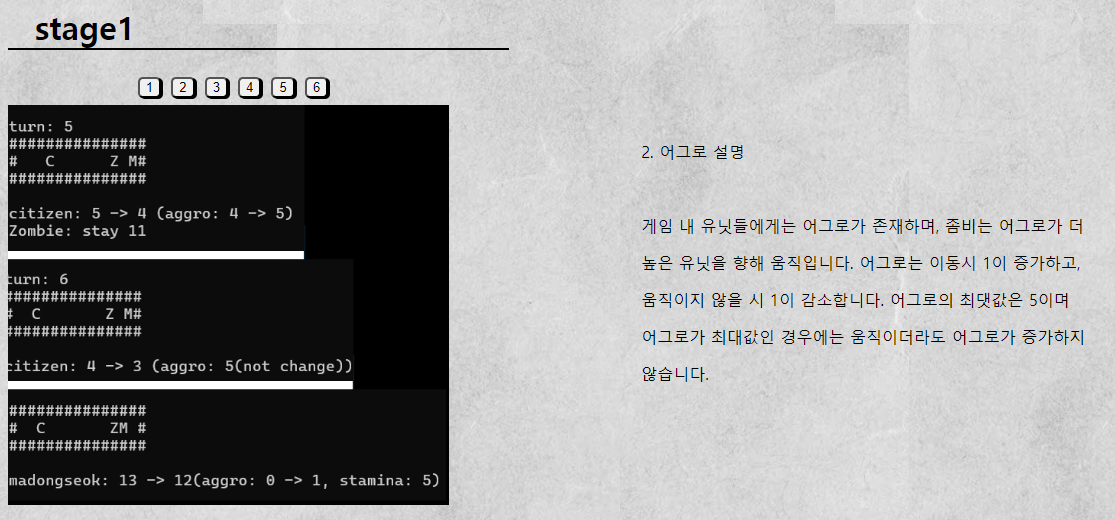 stage1
1 2 3 4 5 6
turn: 5
###############
#   C      Z M#
###############
citizen: 5 -> 4 (aggro: 4 -> 5)
Zombie: stay 11
turn: 6
###############
#  C       Z M#
###############
citizen: 4 -> 3 (aggro: 5(not change))
###############
#  C       ZM #
###############
madongseok: 13 -> 12(aggro: 0 -> 1, stamina: 5)
2. 어그로 설명
게임 내 유닛들에게는 어그로가 존재하며, 좀비는 어그로가 더
높은 유닛을 향해 움직입니다. 어그로는 이동시 1이 증가하고,
움직이지 않을 시 1이 감소합니다. 어그로의 최댓값은 5이며
어그로가 최대값인 경우에는 움직이더라도 어그로가 증가하지
않습니다.